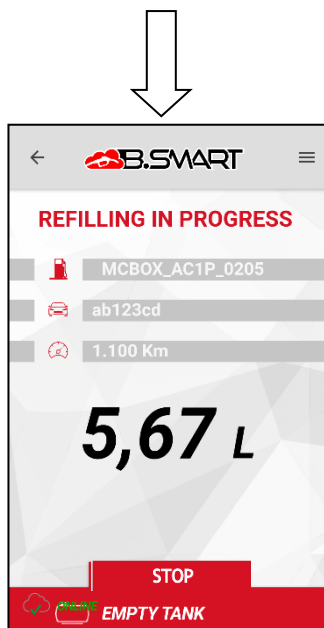 B.SMART
REFILLING IN PROGRESS
MCBOX_AC1P_0205
ab123cd
1.100 Km
5,67 L
STOP
ONLINE
EMPTY TANK